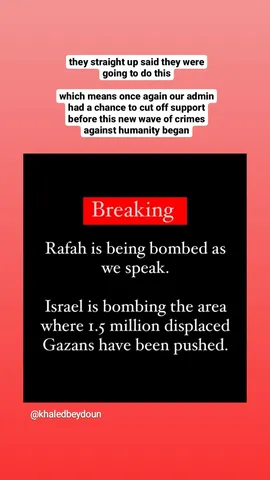 they straight up said they were
going to do this
which means once again our admin
had a chance to cut off support
before this new wave of crimes
against humanity began
Breaking
Rafah is being bombed as
we speak.
Israel is bombing the area
where 1.5 million displaced
Gazans have been pushed.
@khaledbeydoun